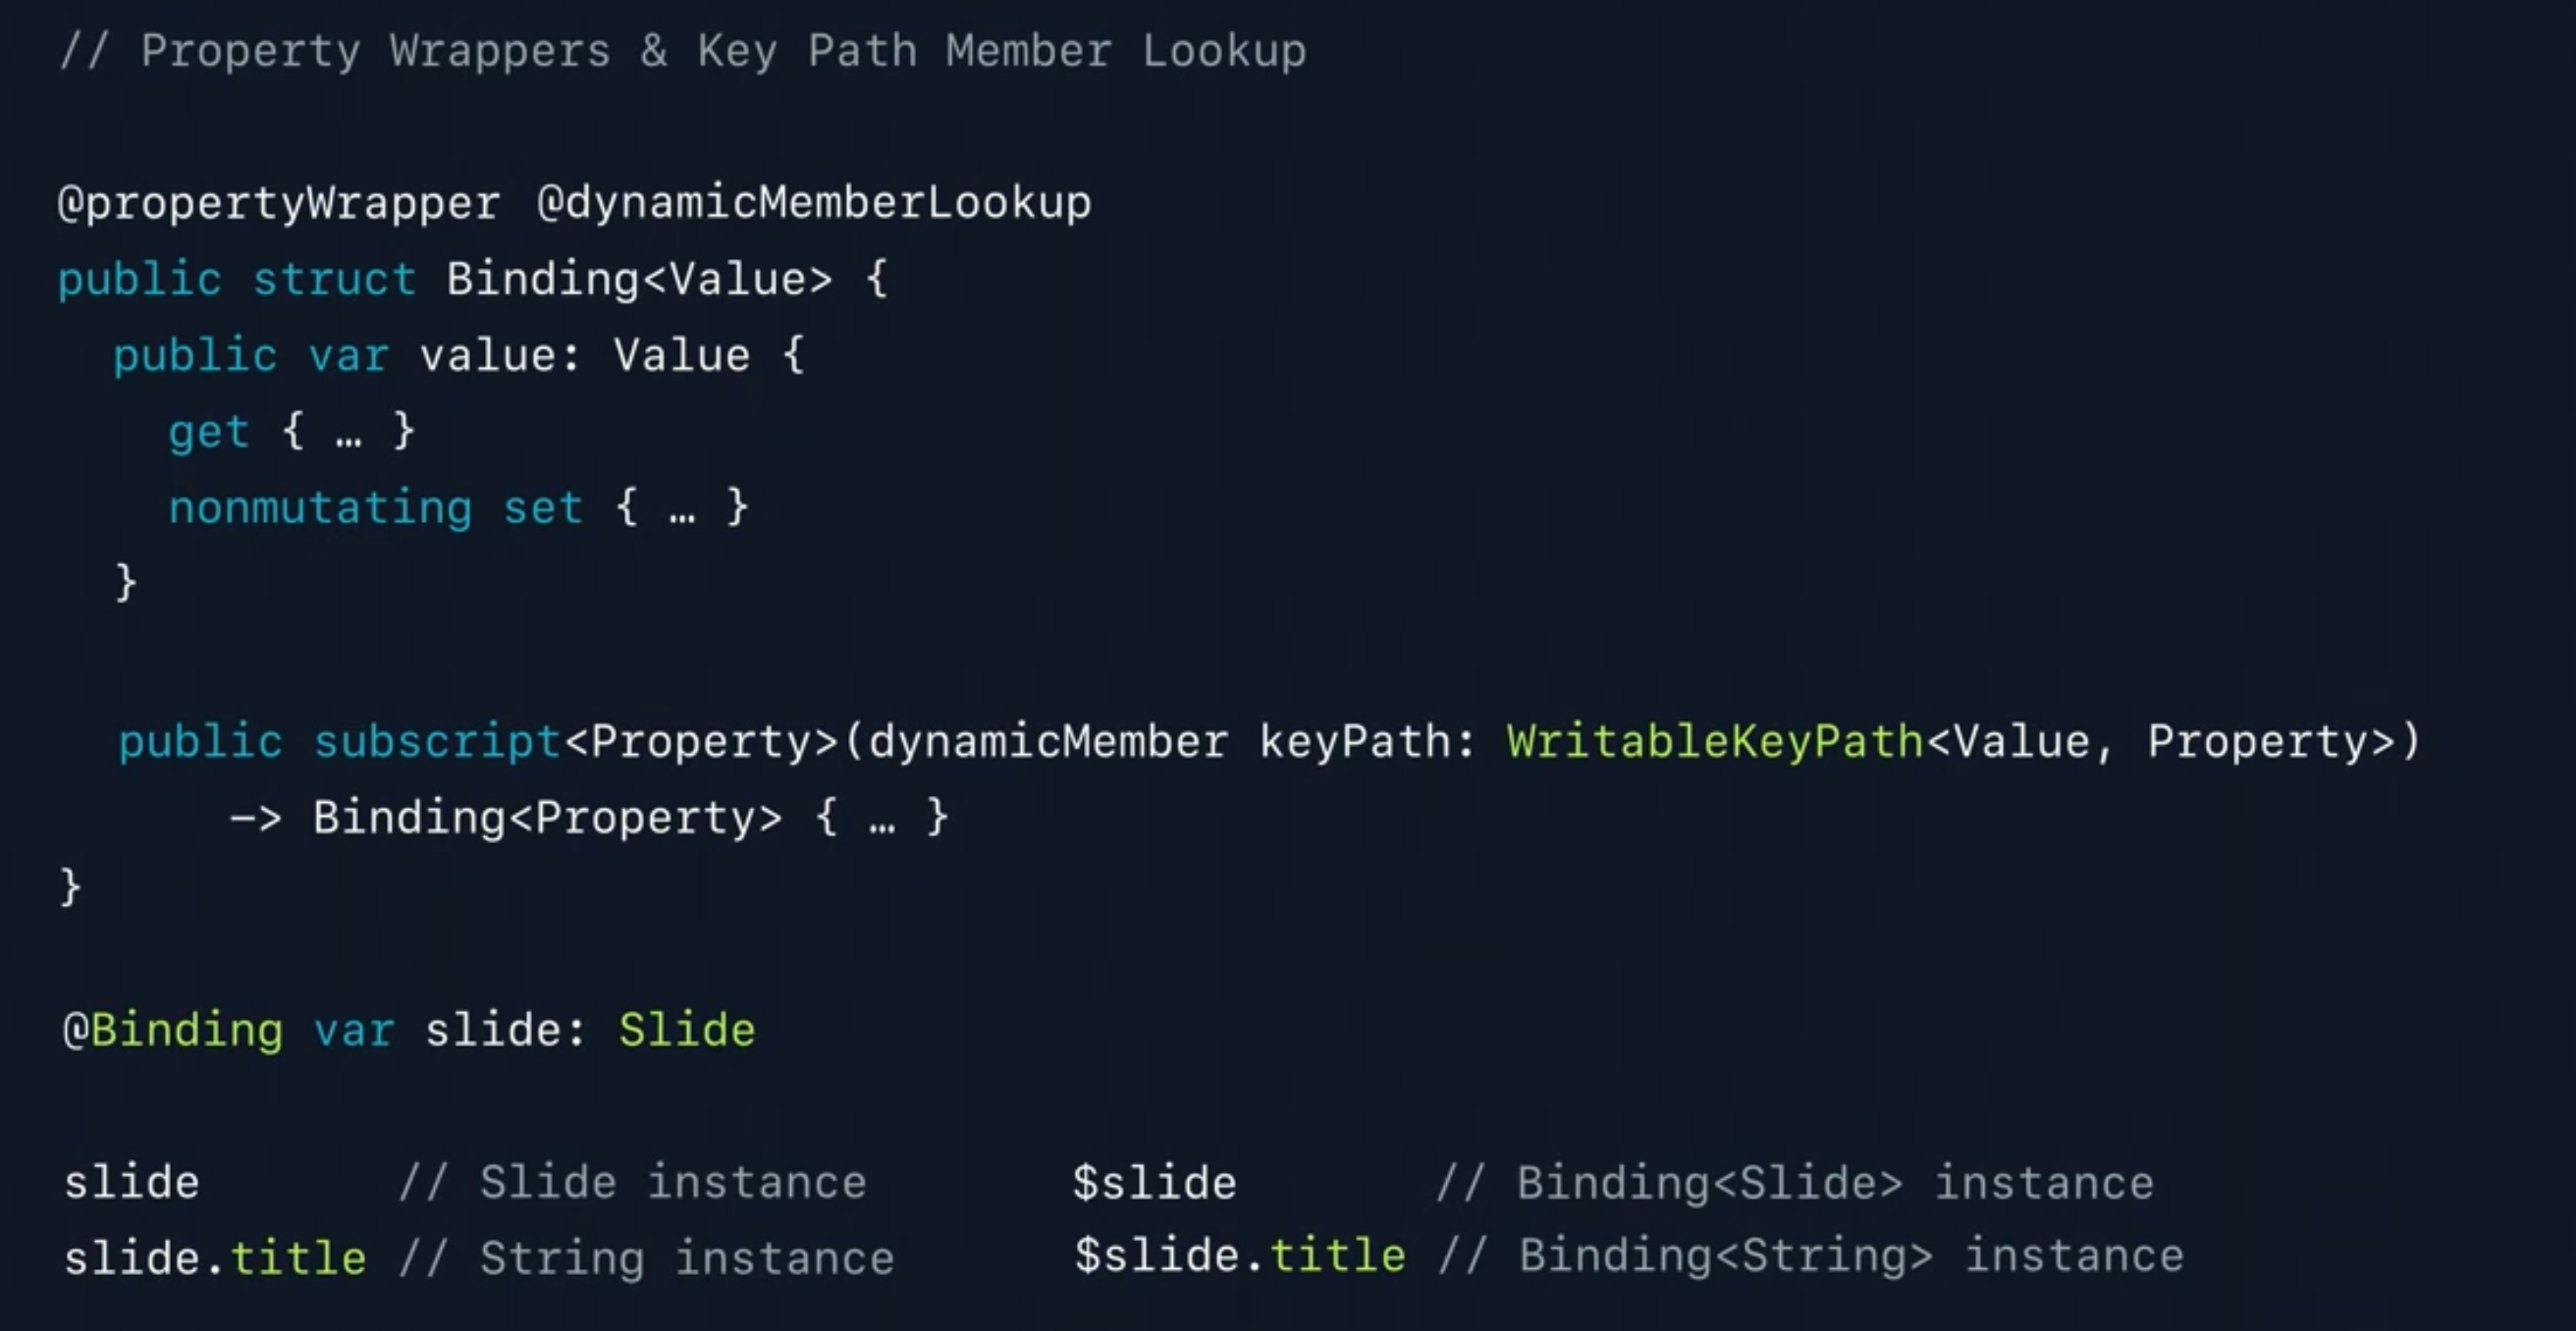 // Property Wrappers & Key Path Member Lookup
@propertyWrapper @dynamicMemberLookup
public struct Binding<Value> {
  public var value: Value {
    get { … }
    nonmutating set { … }
  }
  public subscript<Property>(dynamicMember keyPath: WritableKeyPath<Value, Property>)
      –> Binding<Property> { … }
}
@Binding var slide: Slide
slide       // Slide instance       $slide       // Binding<Slide> instance
slide.title // String instance      $slide.title // Binding<String> instance